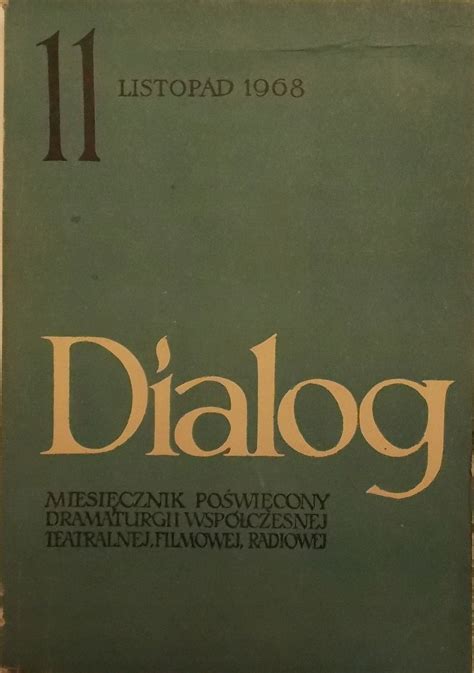 11 LISTOPAD 1968
Dialog
MIESIĘCZNIK POŚWIĘCONY
DRAMATURGII WSPÓŁCZESNEJ
TEATRALNEJ, FILMOWEJ, RADIOWEJ